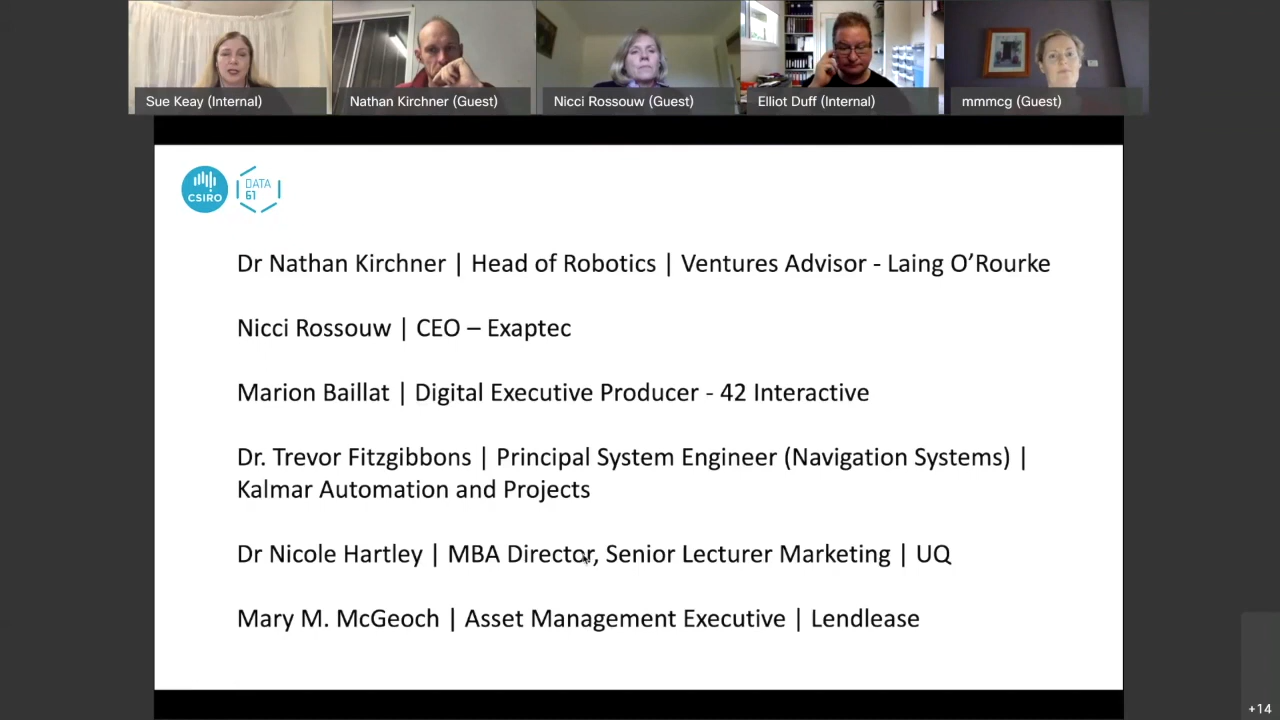 Sue Keay (Internal)
Nathan Kirchner (Guest)
Nicci Rossouw (Guest)
Elliot Duff (Internal)
mmmcg (Guest)
CSIRO
DATA
61
Dr Nathan Kirchner | Head of Robotics | Ventures Advisor - Laing O’Rourke
Nicci Rossouw | CEO – Exaptec
Marion Baillat | Digital Executive Producer - 42 Interactive
Dr. Trevor Fitzgibbons | Principal System Engineer (Navigation Systems) |
Kalmar Automation and Projects
Dr Nicole Hartley | MBA Director, Senior Lecturer Marketing | UQ
Mary M. McGeoch | Asset Management Executive | Lendlease
+14